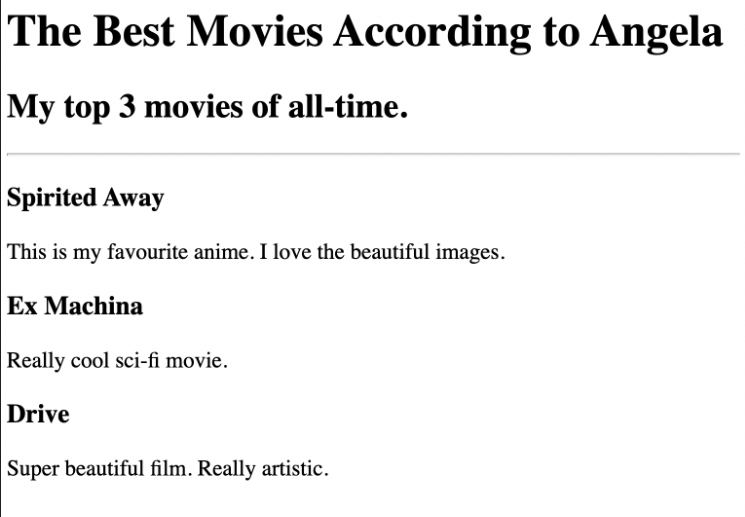 The Best Movies According to Angela
My top 3 movies of all-time.
Spirited Away
This is my favourite anime. I love the beautiful images.
Ex Machina
Really cool sci-fi movie.
Drive
Super beautiful film. Really artistic.